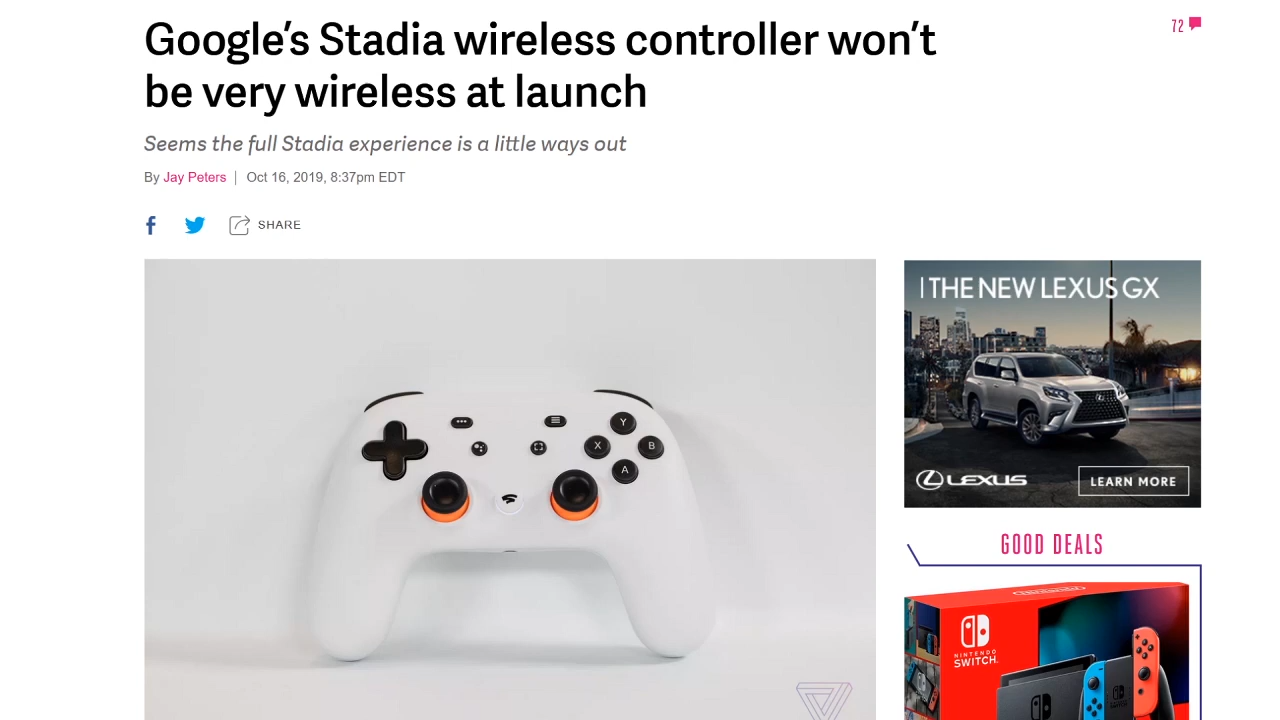 Google's Stadia wireless controller won't
be very wireless at launch
72
Seems the full Stadia experience is a little ways out
By Jay Peters | Oct 16, 2019, 8:37pm EDT
SHARE
THE NEW LEXUS GX
Y
X
B
A
LEXUS
LEARN MORE
GOOD DEALS
NINTENDO
SWITCH